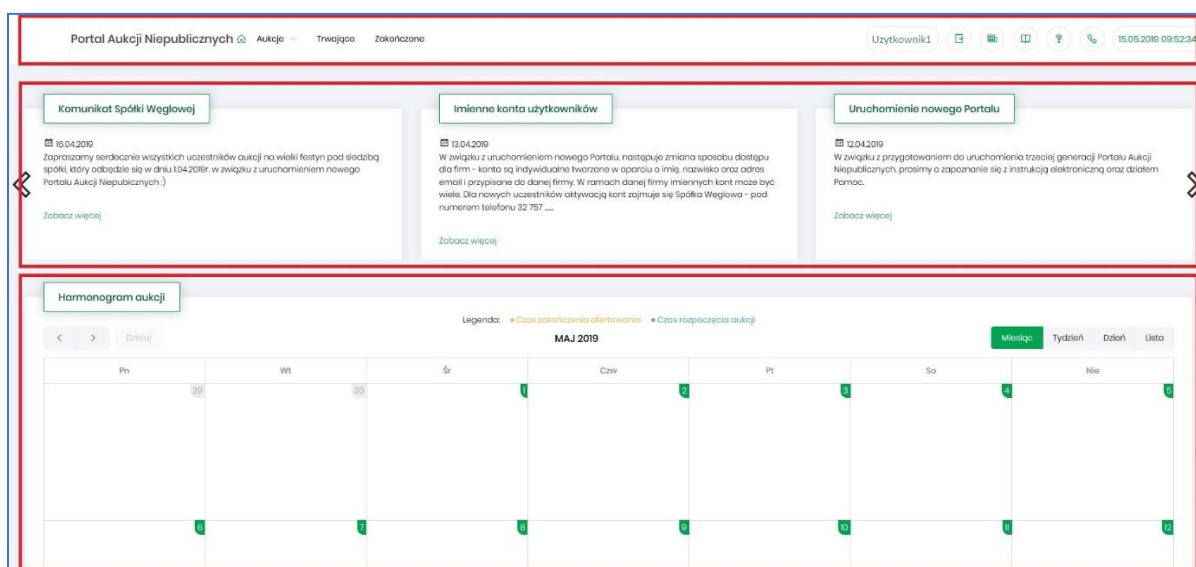 Portal Aukcji Niepublicznych Aukcje Trwające Zakończone Uzytkownik1 15.05.2019 09:52:34
Komunikat Spółki Węglowej
16.04.2019
Zapraszamy serdecznie wszystkich uczestników aukcji na wielki festyn pod siedzibą
spółki, który odbędzie się w dniu 1.04.2019r. w związku z uruchamieniem nowego
Portalu Aukcji Niepubicznych :)
Zobacz więcej
Imienne konta użytkowników
13.04.2019
W związku z uruchomieniem nowego Portalu, następuje zmiana sposobu dostępu
dla firm - konta są indywidualne tworzone w oparciu o imię, nazwisko oraz adres
email i przypisane do danej firmy. W ramach danej firmy imiennych kont może być
wiele. Dla nowych uczestników aktywacją kont zajmuje się Spółka Węglowa - pod
numerem telefonu 32 757 ___
Zobacz więcej
Uruchomienie nowego Portalu
12.04.2019
W związku z przygotowaniem do uruchomienia trzeciej generacji Portalu Aukcji
Niepublicznych, prosimy o zapoznanie się z instrukcją elektroniczną oraz działem
Pomoc.
Zobacz więcej
Harmonogram aukcji
Legenda: Czas zakończenia ofertowania Czas rozpoczęcia aukcji
Dzisiaj MAJ 2019 Miesiąc Tydzień Dzień Lista
Pn Wt Śr Czw Pt So Nie
29 30 1 2 3 4 5
6 7 8 9 10 11 12